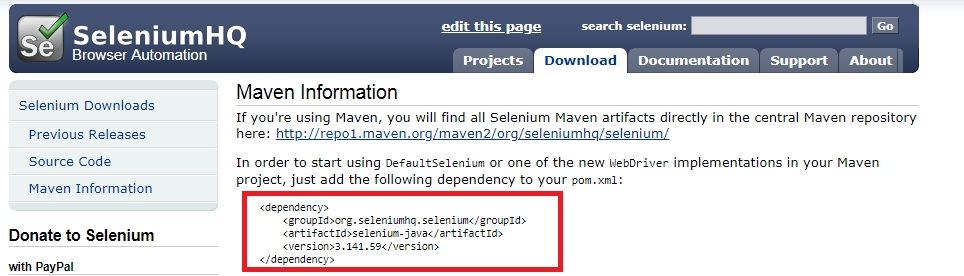 Se SeleniumHQ
Browser Automation
edit this page
search selenium: Go
Projects Download Documentation Support About
Selenium Downloads
Previous Releases
Source Code
Maven Information
Donate to Selenium
with PayPal
Maven Information
If you're using Maven, you will find all Selenium Maven artifacts directly in the central Maven repository
here: http://repo1.maven.org/maven2/org/seleniumhq/selenium/
In order to start using DefaultSelenium or one of the new WebDriver implementations in your Maven
project, just add the following dependency to your pom.xml:
<dependency>
    <groupId>org.seleniumhq.selenium</groupId>
    <artifactId>selenium-java</artifactId>
    <version>3.141.59</version>
</dependency>